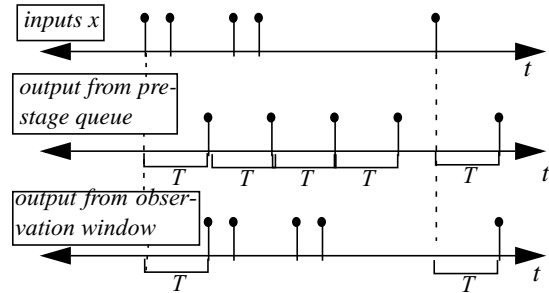 inputs x
t
output from pre-
stage queue
T T T T T
t
output from obser-
vation window
T T
t